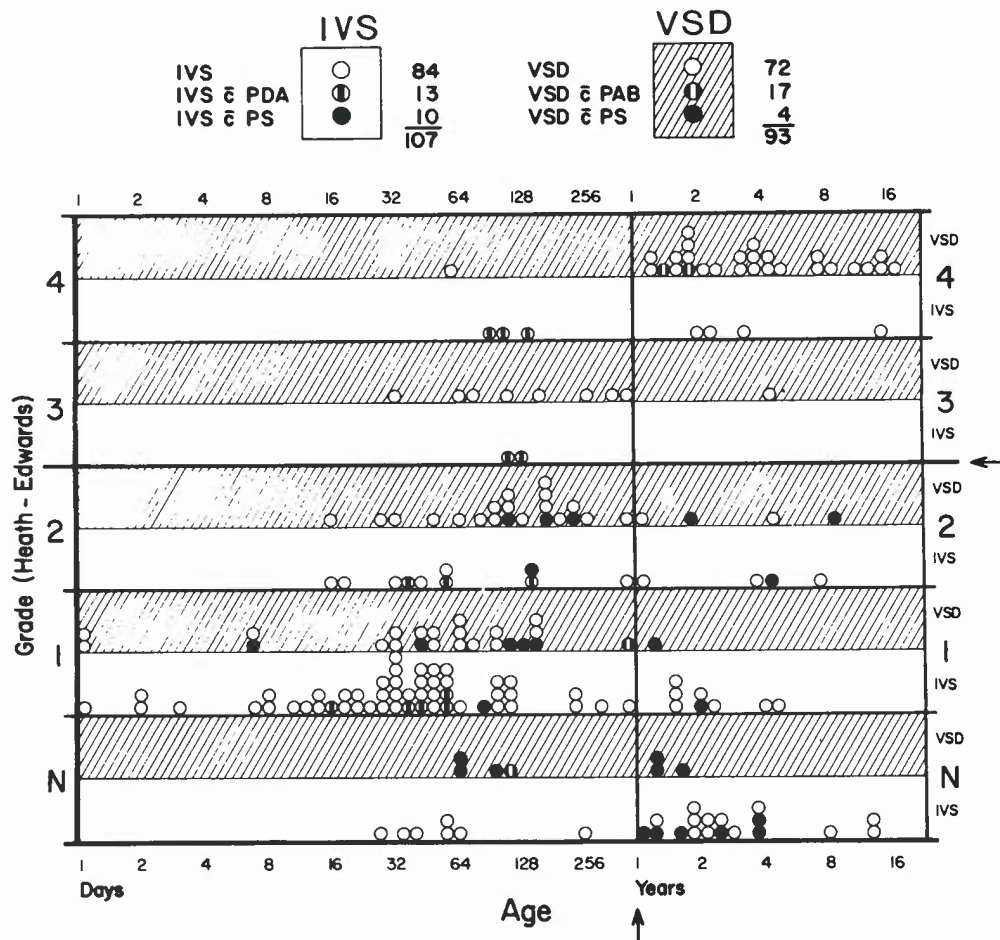 IVS VSD
IVS 84 VSD 72
IVS c̄ PDA 13 VSD c̄ PAB 17
IVS c̄ PS 10 VSD c̄ PS 4
107 93
1 2 4 8 16 32 64 128 256 1 2 4 8 16
VSD
4 4
IVS
VSD
3 3
IVS
VSD
2 2
IVS
VSD
1 1
IVS
VSD
N N
IVS
Grade (Heath-Edwards)
1 2 4 8 16 32 64 128 256 1 2 4 8 16
Days Years
Age